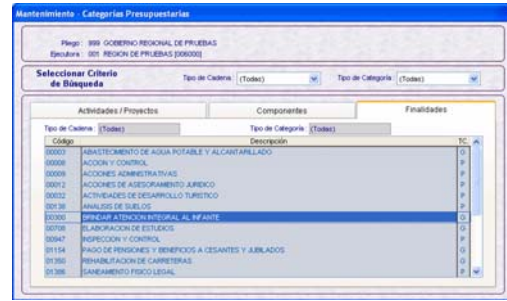 Mantenimiento - Categorías Presupuestarias
Pliego : 999 GOBIERNO REGIONAL DE PRUEBAS
Ejecutora : 001 REGION DE PRUEBAS [006000]
Seleccionar Criterio de Búsqueda
Tipo de Cadena : (Todas) Tipo de Categoría : (Todas)
Actividades / Proyectos Componentes Finalidades
Tipo de Cadena : (Todas) Tipo de Categoría : (Todas)
Código Descripción TC.
00003 ABASTECIMIENTO DE AGUA POTABLE Y ALCANTARILLADO G
00008 ACCION Y CONTROL P
00009 ACCIONES ADMINISTRATIVAS P
00012 ACCIONES DE ASESORAMIENTO JURIDICO P
00032 ACTIVIDADES DE DESARROLLO TURISTICO G
00138 ANALISIS DE SUELOS P
00300 BRINDAR ATENCION INTEGRAL AL INFANTE G
00708 ELABORACION DE ESTUDIOS G
00947 INSPECCION Y CONTROL P
01154 PAGO DE PENSIONES Y BENEFICIOS A CESANTES Y JUBILADOS G
01350 REHABILITACION DE CARRETERAS G
01386 SANEAMIENTO FISICO LEGAL P